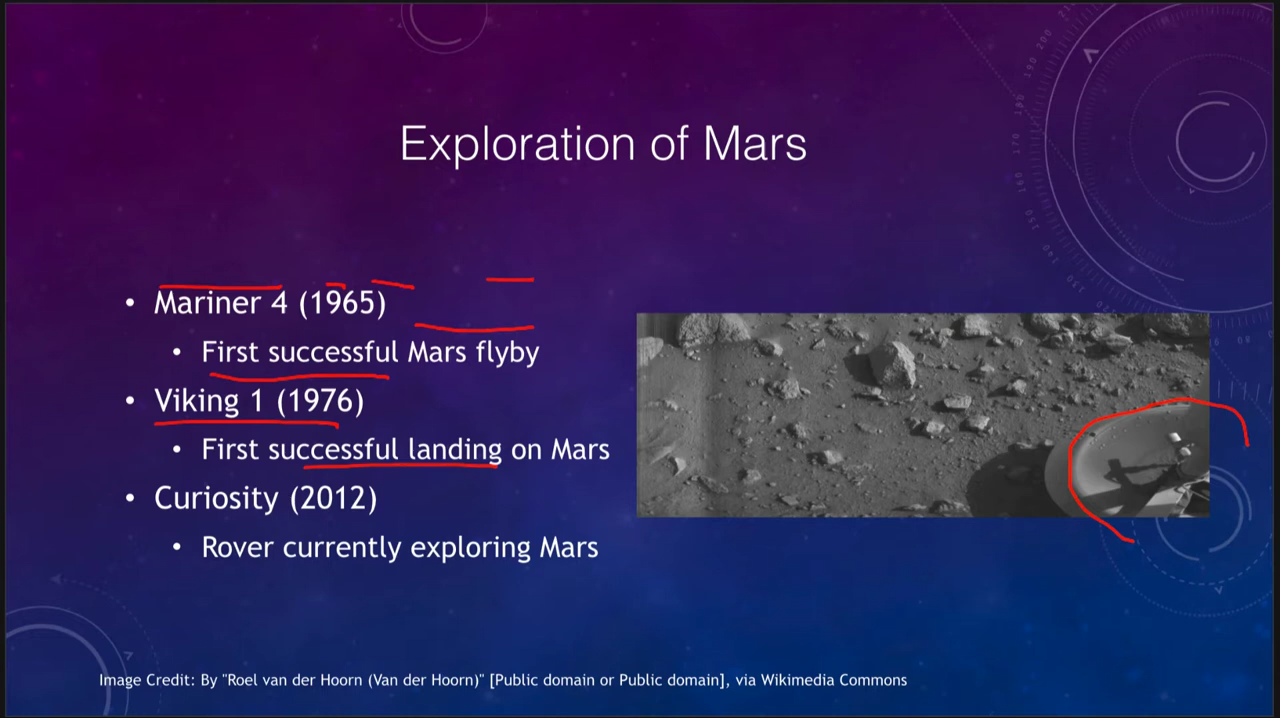 Exploration of Mars
• Mariner 4 (1965)
• First successful Mars flyby
• Viking 1 (1976)
• First successful landing on Mars
• Curiosity (2012)
• Rover currently exploring Mars
Image Credit: By "Roel van der Hoorn (Van der Hoorn)" [Public domain or Public domain], via Wikimedia Commons